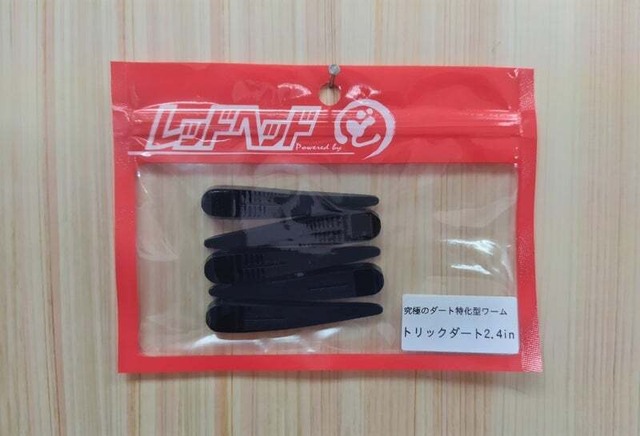 レッドヘッド
Powered by
究極のダート特化型ワーム
トリックダート2.4in